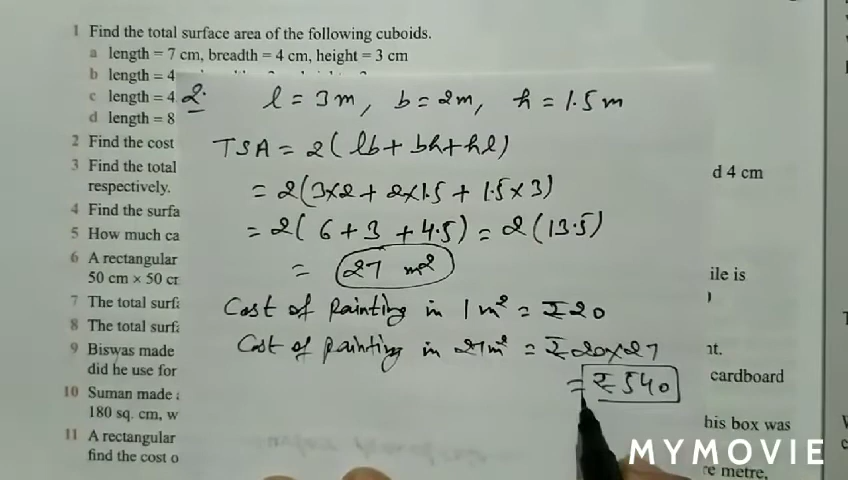 1 Find the total surface area of the following cuboids.
a length = 7 cm, breadth = 4 cm, height = 3 cm
b length = 4
c length = 4
d length = 8
2. l = 3m, b = 2m, h = 1.5m
TSA = 2(lb + bh + hl)
= 2(3×2 + 2×1.5 + 1.5×3)
= 2(6 + 3 + 4.5) = 2(13.5)
= 27 m²
Cost of painting in 1m² = ₹20
Cost of painting in 27m² = ₹20×27
= ₹540
2 Find the cost
3 Find the total
d 4 cm
respectively.
4 Find the surfa
5 How much ca
6 A rectangular
ile is
50 cm × 50 cr
7 The total surfa
8 The total surfa
9 Biswas made
nt.
did he use for
cardboard
10 Suman made
180 sq. cm, w
his box was
11 A rectangular
find the cost o
re metre,
MYMOVIE